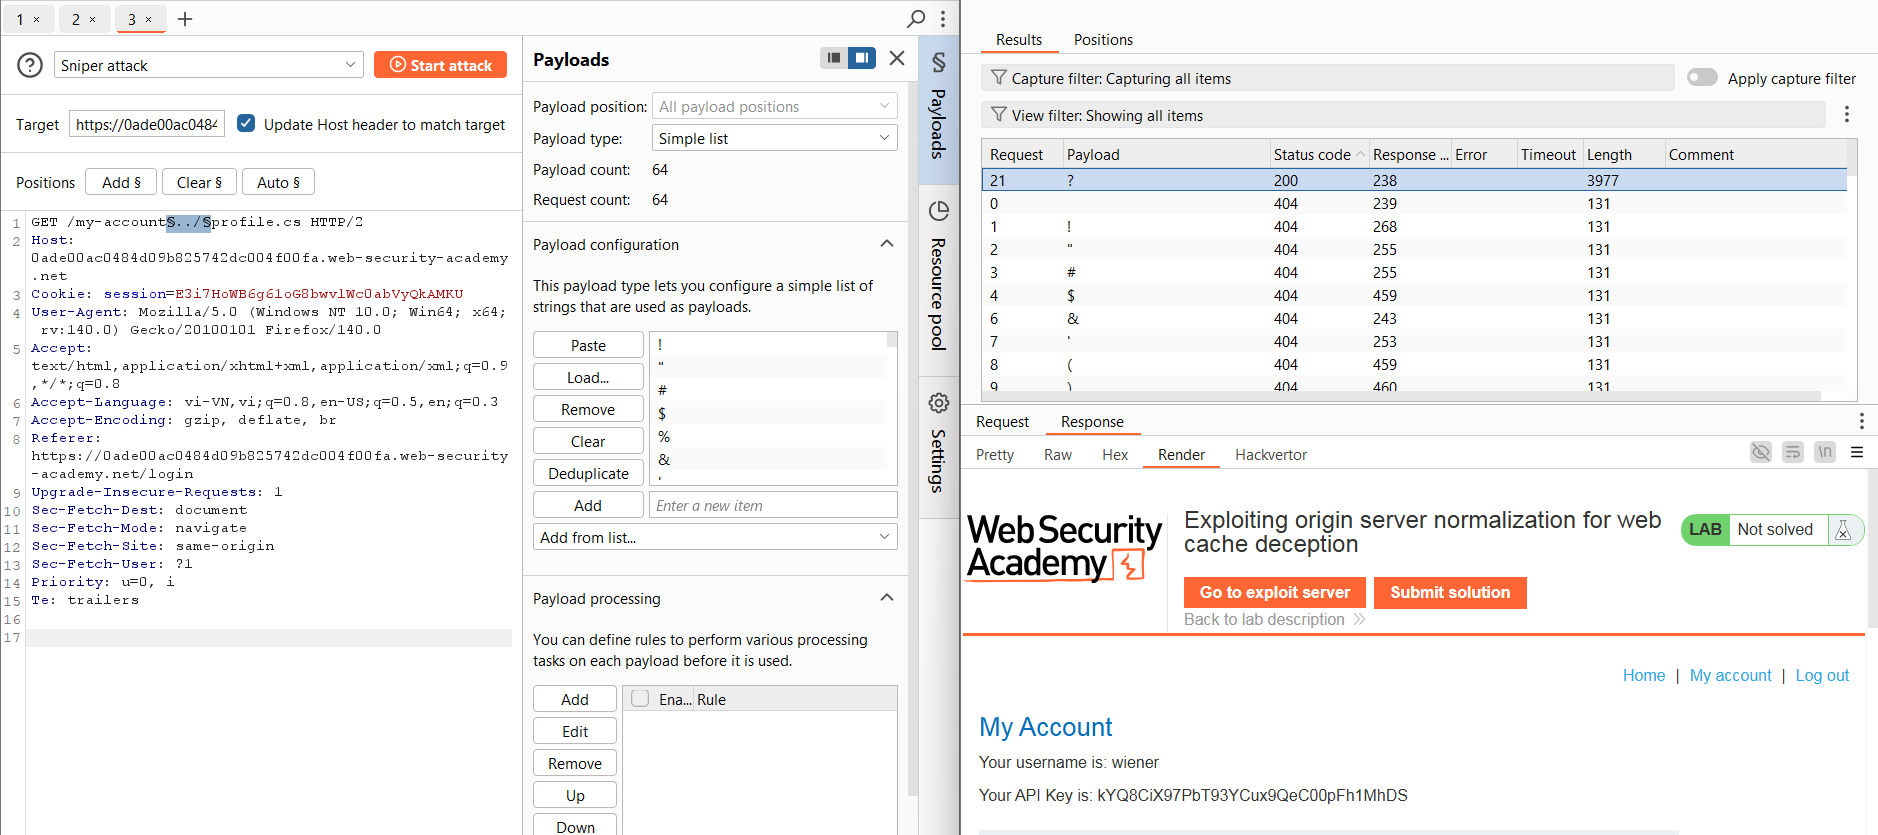 1 ×
2 ×
3 ×
Sniper attack
Start attack
Target
https://0ade00ac0484
Update Host header to match target
Positions
Add §
Clear §
Auto §
1 GET /my-account§../§profile.cs HTTP/2
2 Host:
0ade00ac0484d09b825742dc004f00fa.web-security-academy
.net
3 Cookie: session=E3i7HoWB6g61oG8bwvlWc0abVyQkAMKU
4 User-Agent: Mozilla/5.0 (Windows NT 10.0; Win64; x64;
rv:140.0) Gecko/20100101 Firefox/140.0
5 Accept:
text/html,application/xhtml+xml,application/xml;q=0.9
,*/*;q=0.8
6 Accept-Language: vi-VN,vi;q=0.8,en-US;q=0.5,en;q=0.3
7 Accept-Encoding: gzip, deflate, br
8 Referer:
https://0ade00ac0484d09b825742dc004f00fa.web-security
-academy.net/login
9 Upgrade-Insecure-Requests: 1
10 Sec-Fetch-Dest: document
11 Sec-Fetch-Mode: navigate
12 Sec-Fetch-Site: same-origin
13 Sec-Fetch-User: ?1
14 Priority: u=0, i
15 Te: trailers
16
17
Payloads
Payload position: All payload positions
Payload type: Simple list
Payload count: 64
Request count: 64
Payload configuration
This payload type lets you configure a simple list of
strings that are used as payloads.
Paste
Load...
Remove
Clear
Deduplicate
Add
!
"
#
$
%
&
'
Enter a new item
Add from list...
Payload processing
You can define rules to perform various processing
tasks on each payload before it is used.
Add
Edit
Remove
Up
Down
Ena... Rule
§ Payloads
Resource pool
Settings
Results Positions
Capture filter: Capturing all items
Apply capture filter
View filter: Showing all items
Request Payload Status code Response ... Error Timeout Length Comment
21 ? 200 238 3977
0 404 239 131
1 ! 404 268 131
2 " 404 255 131
3 # 404 255 131
4 $ 404 459 131
6 & 404 243 131
7 ' 404 253 131
8 ( 404 459 131
9 ) 404 460 131
Request Response
Pretty Raw Hex Render Hackvertor
\n
WebSecurity
Academy
Exploiting origin server normalization for web
cache deception
LAB Not solved
Go to exploit server
Submit solution
Back to lab description
Home | My account | Log out
My Account
Your username is: wiener
Your API Key is: kYQ8CiX97PbT93YCux9QeC00pFh1MhDS